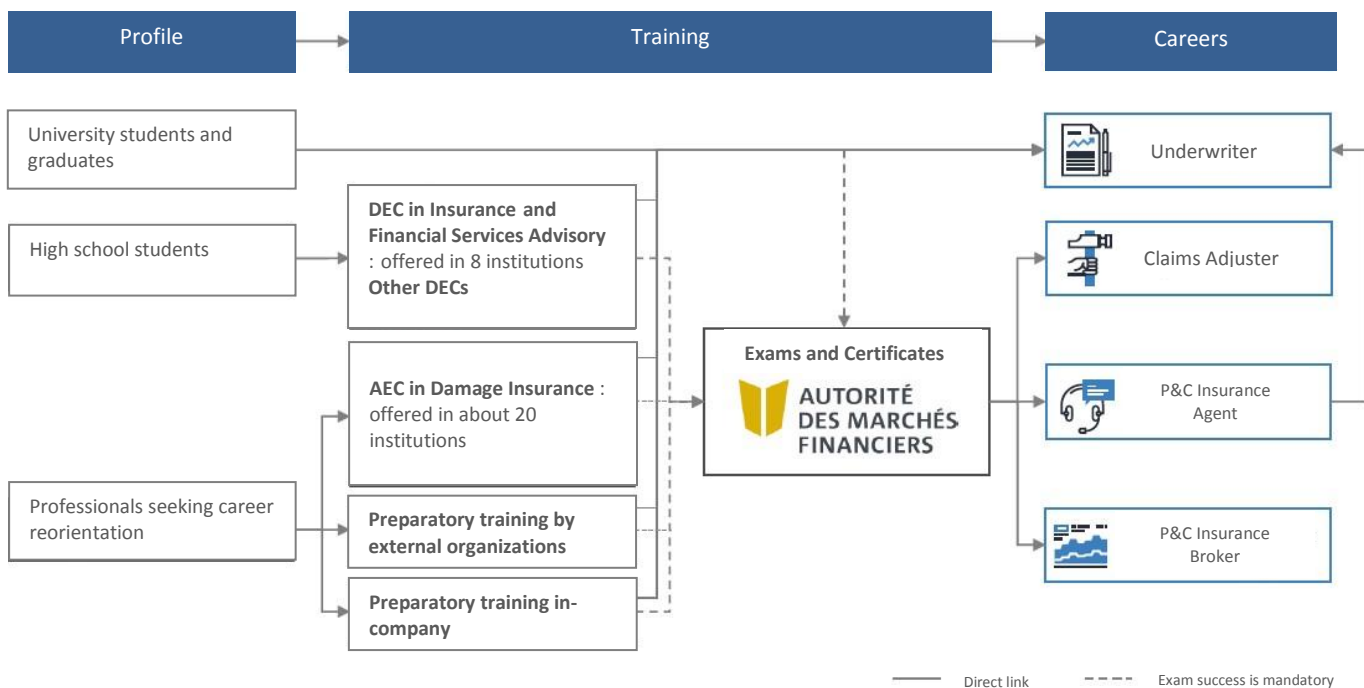 Profile
Training
Careers
University students and
graduates
High school students
Professionals seeking career
reorientation
DEC in Insurance and
Financial Services Advisory
: offered in 8 institutions
Other DECs
AEC in Damage Insurance :
offered in about 20
institutions
Preparatory training by
external organizations
Preparatory training in-
company
Exams and Certificates
AUTORITÉ
DES MARCHÉS
FINANCIERS
Underwriter
Claims Adjuster
P&C Insurance
Agent
P&C Insurance
Broker
Direct link
Exam success is mandatory